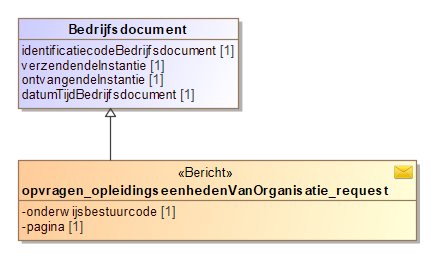 Bedrijfsdocument
identificatiecodeBedrijfsdocument [1]
verzendendeInstantie [1]
ontvangendeInstantie [1]
datumTijdBedrijfsdocument [1]
«Bericht»
opvragen_opleidingseenhedenVanOrganisatie_request
-onderwijsbestuurcode [1]
-pagina [1]